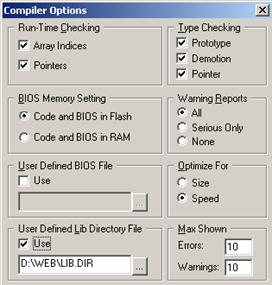 Compiler Options
Run-Time Checking
Array Indices
Pointers
Type Checking
Prototype
Demotion
Pointer
BIOS Memory Setting
Code and BIOS in Flash
Code and BIOS in RAM
Warning Reports
All
Serious Only
None
User Defined BIOS File
Use
...
Optimize For
Size
Speed
User Defined Lib Directory File
Use
D:\WEB\LIB.DIR
...
Max Shown
Errors: 10
Warnings: 10